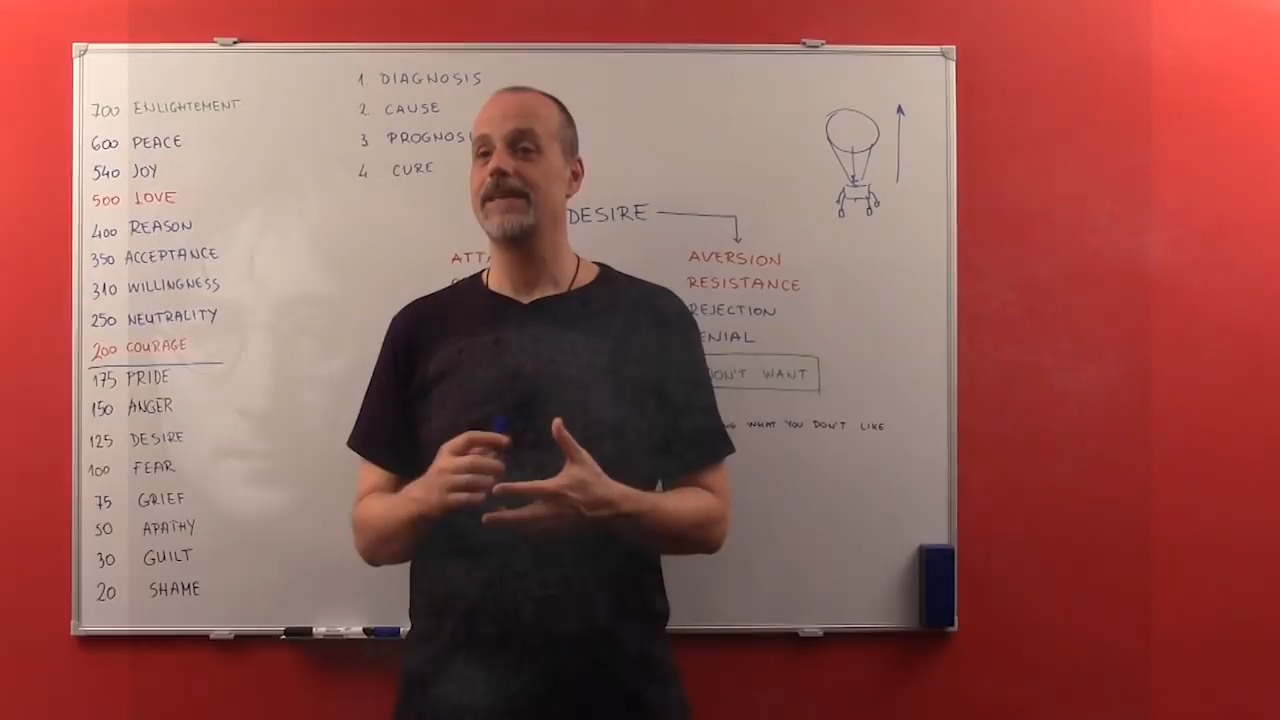 700 ENLIGHTEMENT
600 PEACE
540 JOY
500 LOVE
400 REASON
350 ACCEPTANCE
310 WILLINGNESS
250 NEUTRALITY
200 COURAGE
175 PRIDE
150 ANGER
125 DESIRE
100 FEAR
75 GRIEF
50 APATHY
30 GUILT
20 SHAME
1. DIAGNOSIS
2 CAUSE
3 PROGNOSI
4 CURE
DESIRE
ATTA
AVERSION
RESISTANCE
REJECTION
ENIAL
DON'T WANT
WHAT YOU DON'T LIKE